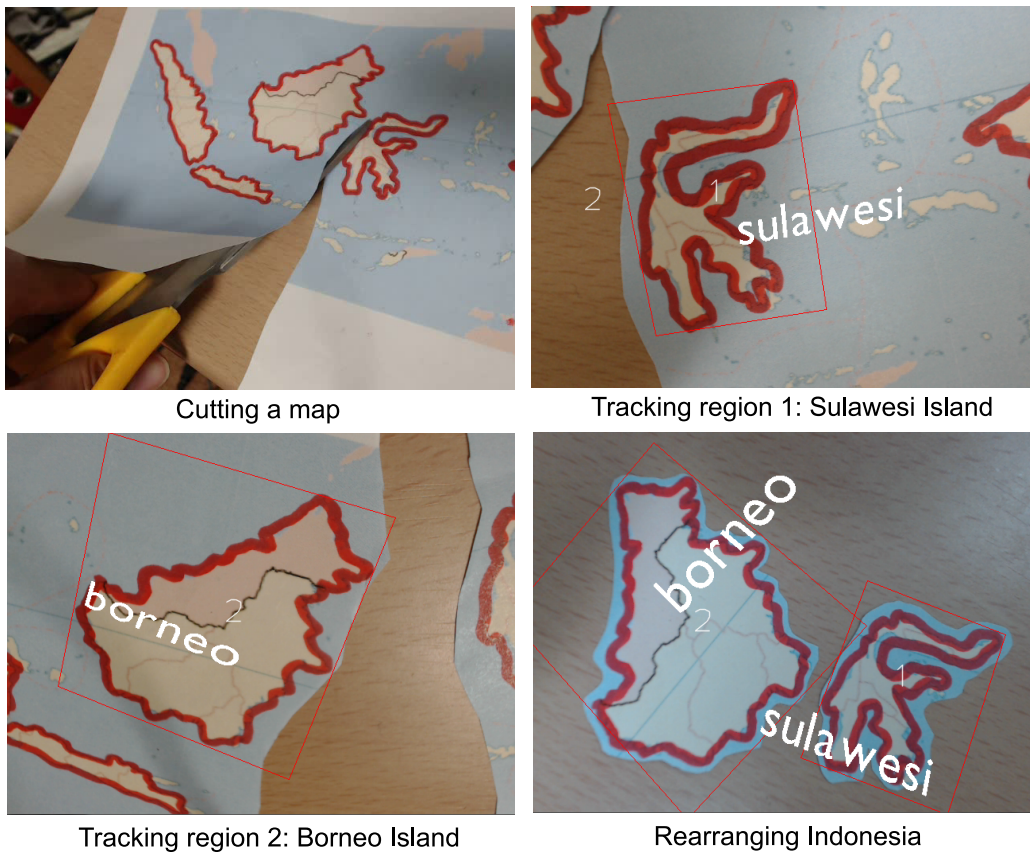 Cutting a map
2
1
sulawesi
Tracking region 1: Sulawesi Island
borneo
2
Tracking region 2: Borneo Island
borneo
2
1
sulawesi
Rearranging Indonesia